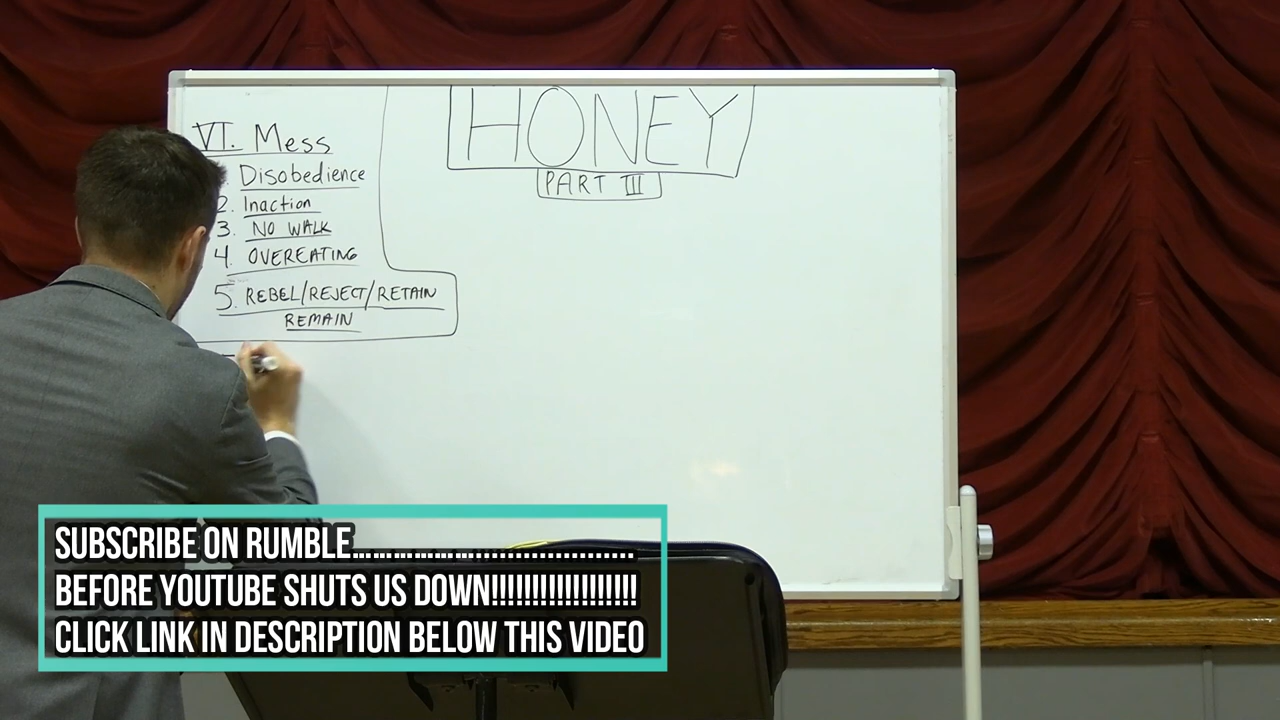 HONEY
PART III
VI. Mess
Disobedience
2. Inaction
3. NO WALK
4. OVEREATING
5. REBEL/REJECT/RETAIN
REMAIN
SUBSCRIBE ON RUMBLE..................................
BEFORE YOUTUBE SHUTS US DOWN!!!!!!!!!!!!!!!!!!!
CLICK LINK IN DESCRIPTION BELOW THIS VIDEO